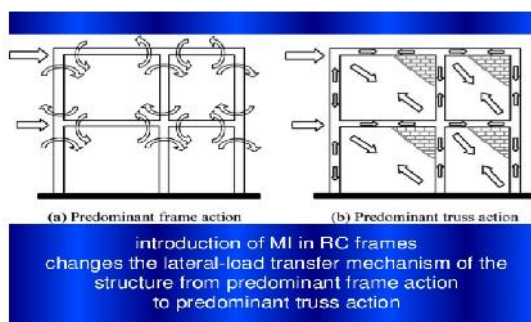 (a) Predominant frame action
(b) Predominant truss action
introduction of MI in RC frames
changes the lateral-load transfer mechanism of the
structure from predominant frame action
to predominant truss action